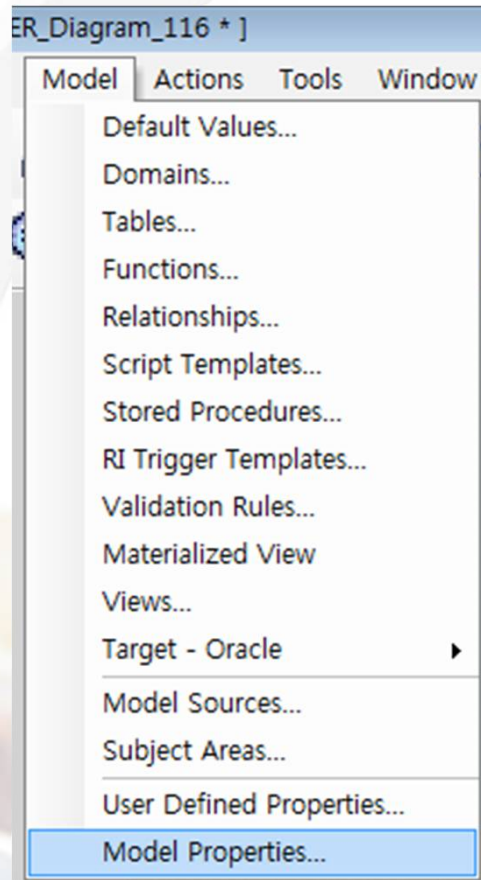 ER_Diagram_116 * ]
Model Actions Tools Window
Default Values...
Domains...
Tables...
Functions...
Relationships...
Script Templates...
Stored Procedures...
RI Trigger Templates...
Validation Rules...
Materialized View
Views...
Target - Oracle
Model Sources...
Subject Areas...
User Defined Properties...
Model Properties...